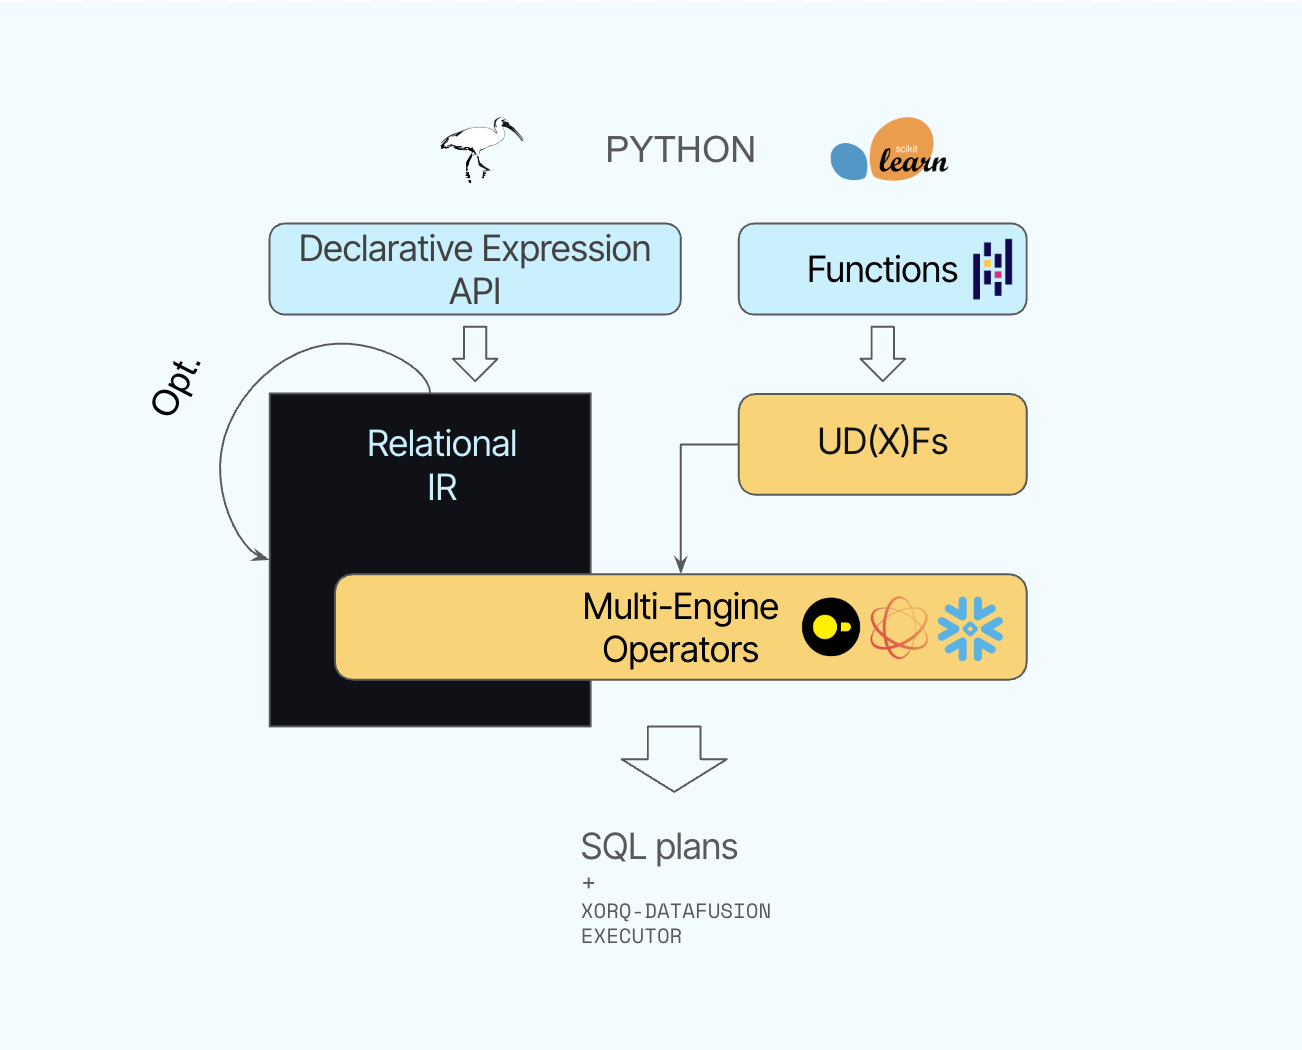 PYTHON
scikit
learn
Declarative Expression
API
Functions
Opt.
Relational
IR
UD(X)Fs
Multi-Engine
Operators
SQL plans
+
XORQ-DATAFUSION
EXECUTOR